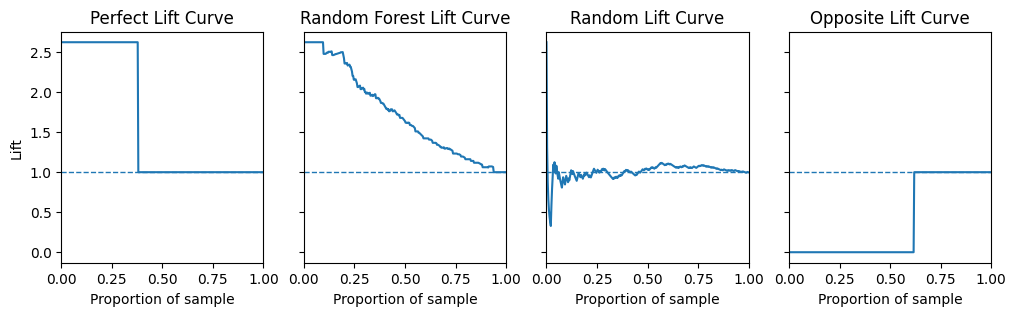 Perfect Lift Curve
Random Forest Lift Curve
Random Lift Curve
Opposite Lift Curve
Lift
2.5
2.0
1.5
1.0
0.5
0.0
0.00 0.25 0.50 0.75 1.00
0.00 0.25 0.50 0.75 1.00
0.00 0.25 0.50 0.75 1.00
0.00 0.25 0.50 0.75 1.00
Proportion of sample
Proportion of sample
Proportion of sample
Proportion of sample